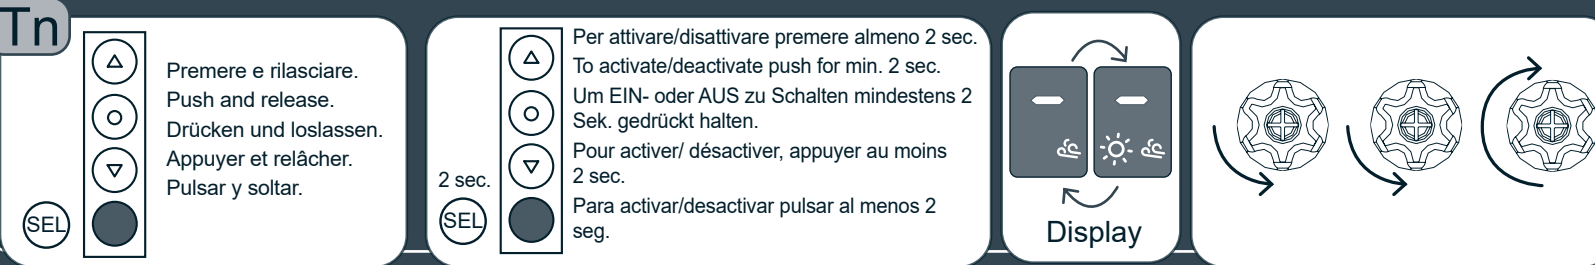 Tn
Premere e rilasciare.
Push and release.
Drücken und loslassen.
Appuyer et relâcher.
Pulsar y soltar.
SEL
Per attivare/disattivare premere almeno 2 sec.
To activate/deactivate push for min. 2 sec.
Um EIN- oder AUS zu Schalten mindestens 2
Sek. gedrückt halten.
Pour activer/ désactiver, appuyer au moins
2 sec.
Para activar/desactivar pulsar al menos 2
seg.
2 sec.
SEL
Display